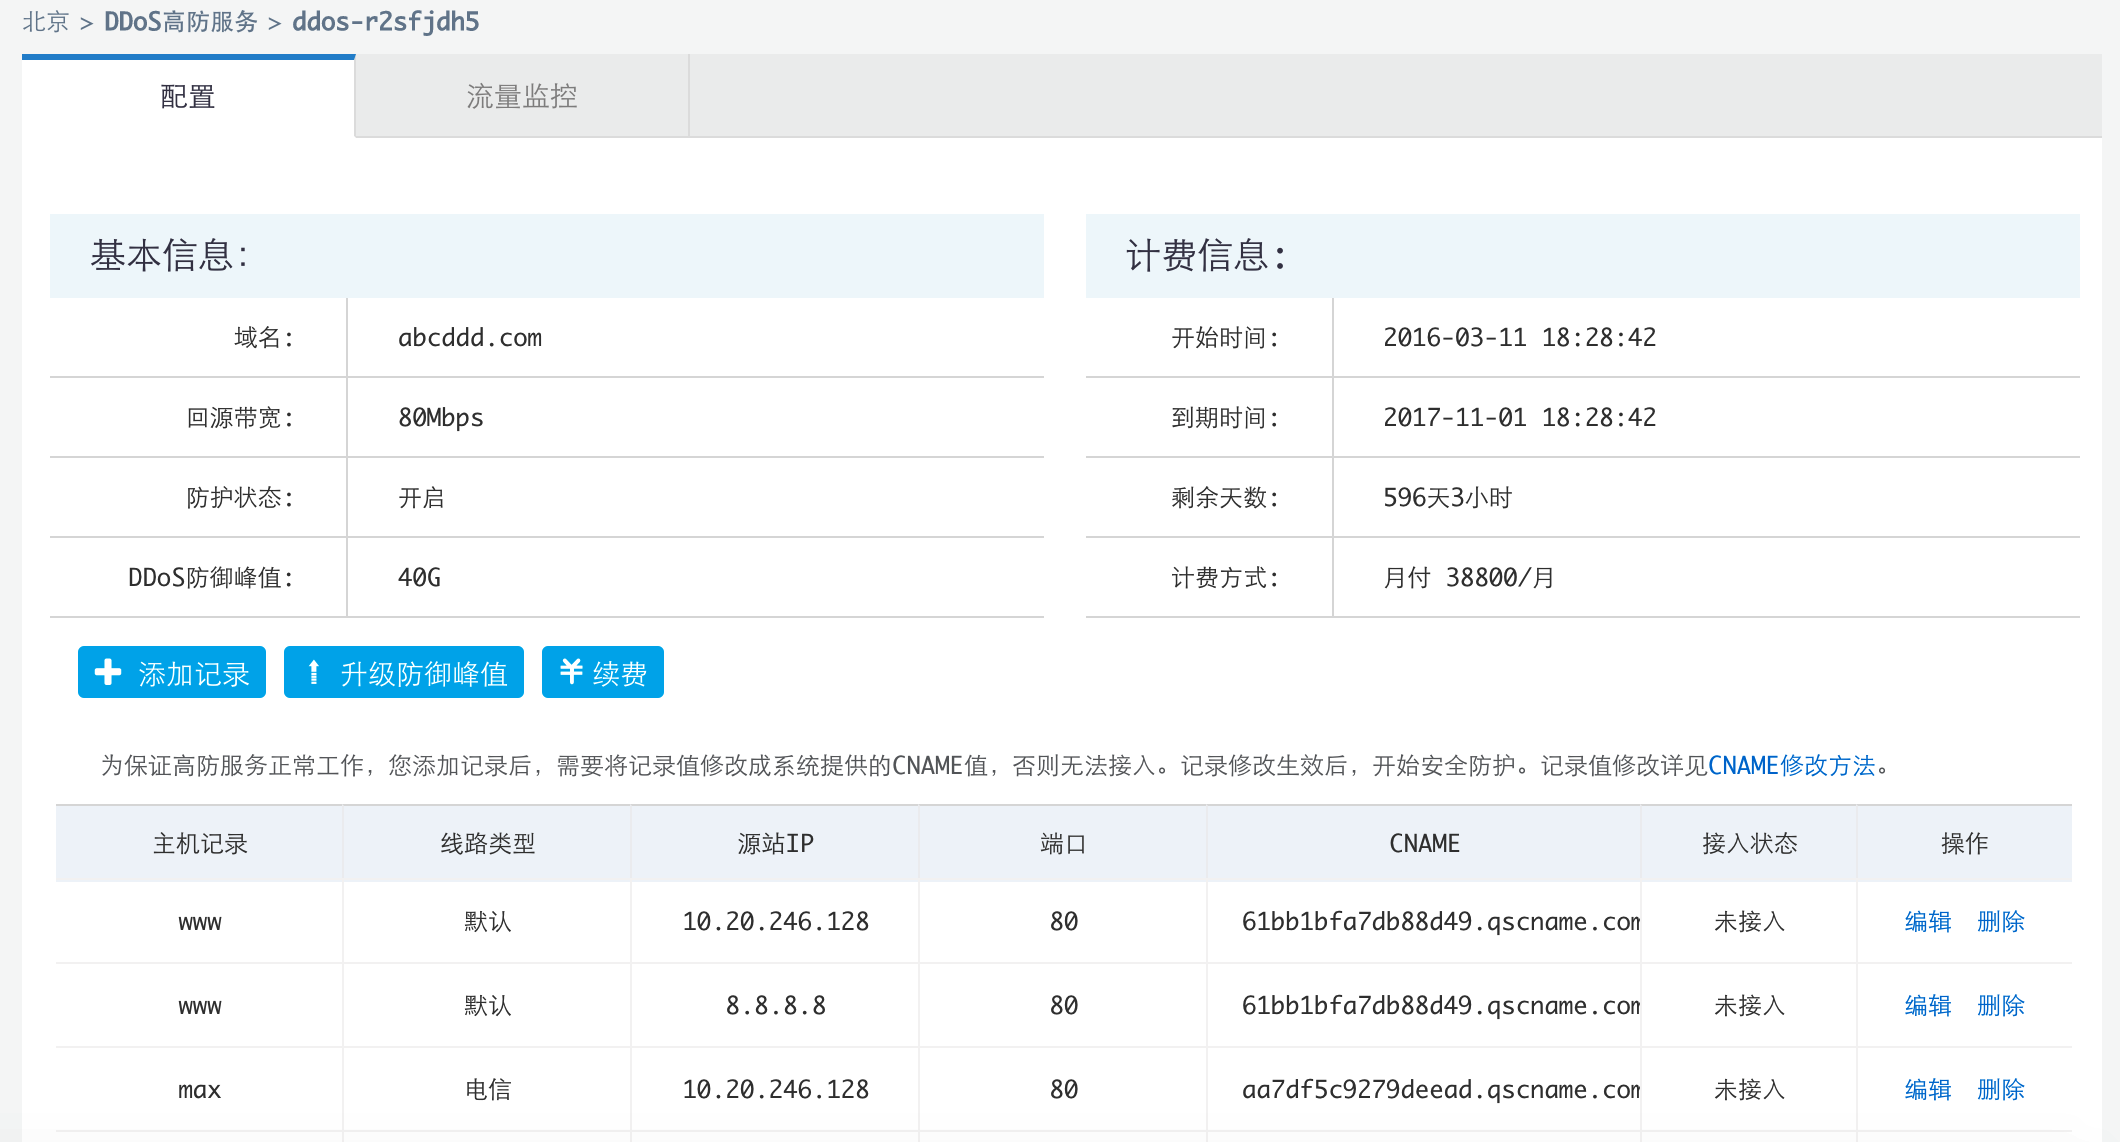 北京 > DDoS高防服务 > ddos-r2sfjdh5
配置 流量监控
基本信息:
域名: abcddd.com
回源带宽: 80Mbps
防护状态: 开启
DDoS防御峰值: 40G
计费信息:
开始时间: 2016-03-11 18:28:42
到期时间: 2017-11-01 18:28:42
剩余天数: 596天3小时
计费方式: 月付 38800/月
添加记录 升级防御峰值 ¥ 续费
为保证高防服务正常工作，您添加记录后，需要将记录值修改成系统提供的CNAME值，否则无法接入。记录修改生效后，开始安全防护。记录值修改详见CNAME修改方法。
主机记录 线路类型 源站IP 端口 CNAME 接入状态 操作
www 默认 10.20.246.128 80 61bb1bfa7db88d49.qscname.com 未接入 编辑 删除
www 默认 8.8.8.8 80 61bb1bfa7db88d49.qscname.com 未接入 编辑 删除
max 电信 10.20.246.128 80 aa7df5c9279deead.qscname.com 未接入 编辑 删除